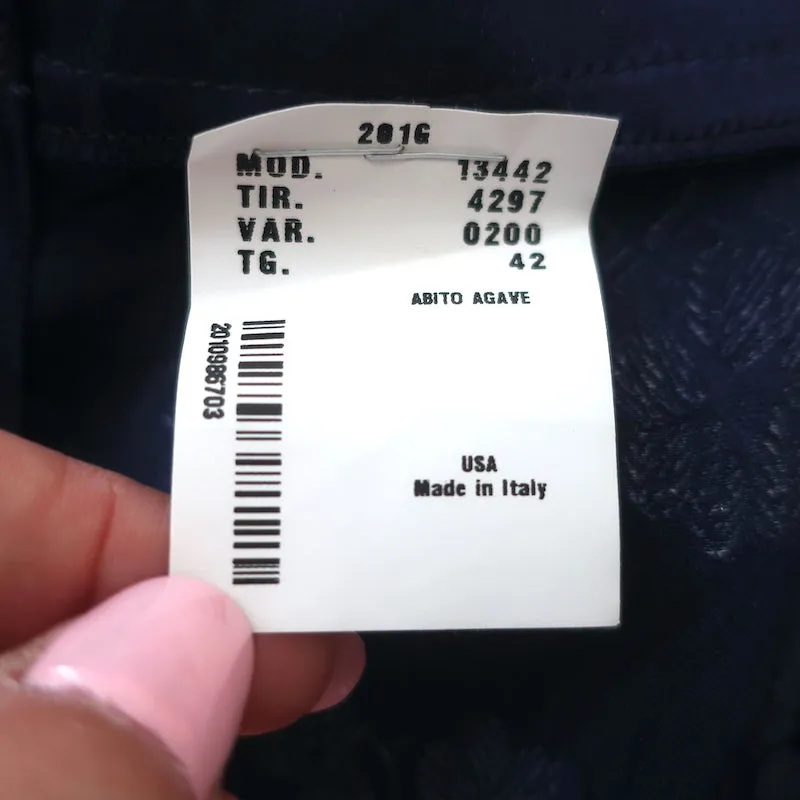 201G
MOD. 13442
TIR. 4297
VAR. 0200
TG. 42
ABITO AGAVE
2010986703
USA
Made in Italy